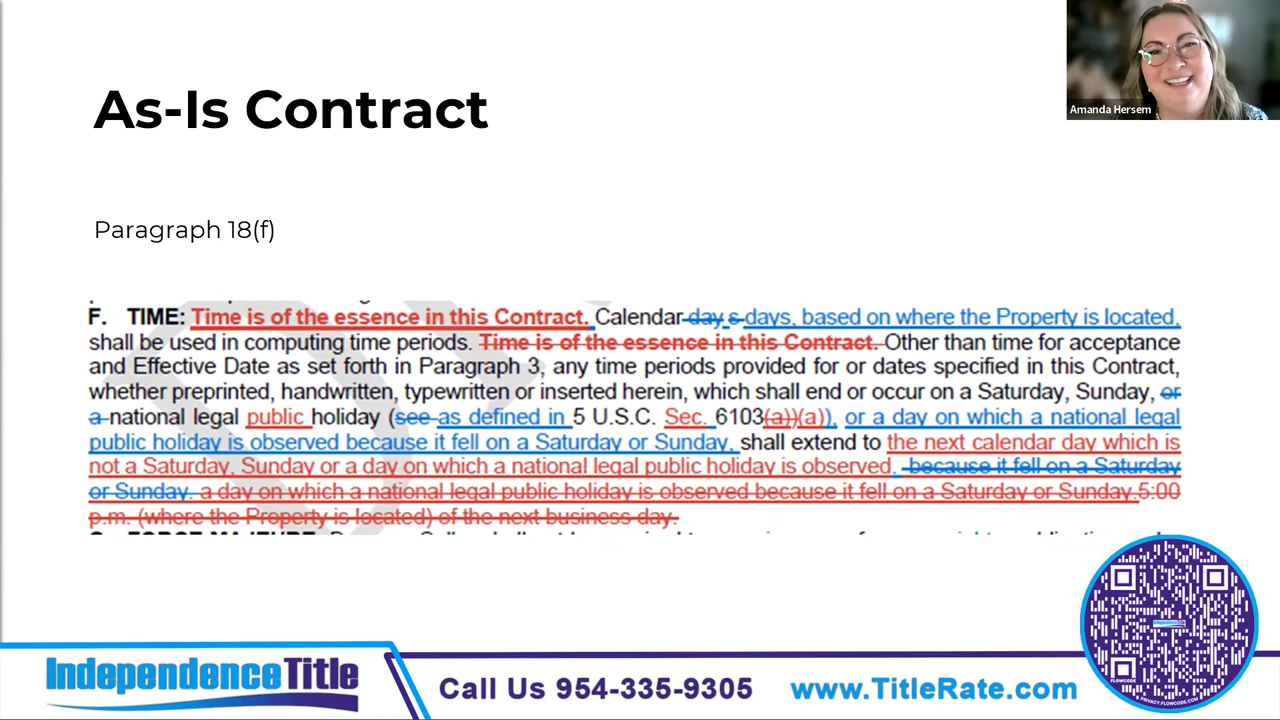 As-Is Contract
Amanda Hersem
Paragraph 18(f)
F. TIME: Time is of the essence in this Contract. Calendar day s days, based on where the Property is located,
shall be used in computing time periods. Time is of the essence in this Contract. Other than time for acceptance
and Effective Date as set forth in Paragraph 3, any time periods provided for or dates specified in this Contract,
whether preprinted, handwritten, typewritten or inserted herein, which shall end or occur on a Saturday, Sunday, or
a national legal public holiday (see as defined in 5 U.S.C. Sec. 6103(a))(a)), or a day on which a national legal
public holiday is observed because it fell on a Saturday or Sunday, shall extend to the next calendar day which is
not a Saturday, Sunday or a day on which a national legal public holiday is observed. because it fell on a Saturday
or Sunday. a day on which a national legal public holiday is observed because it fell on a Saturday or Sunday.5:00
p.m. (where the Property is located) of the next business day.
IndependenceTitle
Call Us 954-335-9305
www.TitleRate.com
FLOWCODE
PRIVACY.FLOWCODE.COM